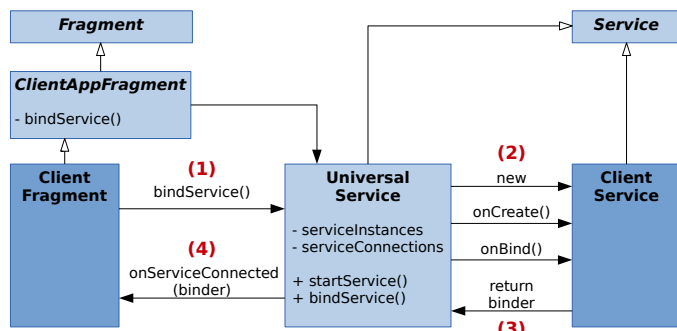 Fragment
Service
ClientAppFragment
- bindService()
Client
Fragment
(1)
bindService()
(4)
onServiceConnected
(binder)
Universal
Service
- serviceInstances
- serviceConnections
+ startService()
+ bindService()
(2)
new
onCreate()
onBind()
return
binder
(3)
Client
Service